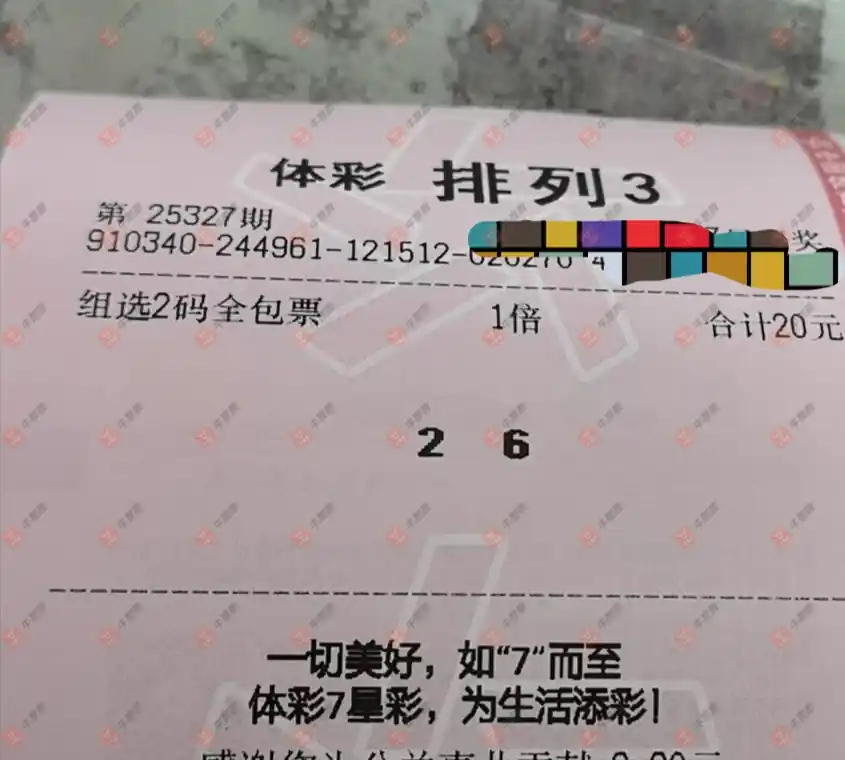 体彩 排列3
第 25327期
奖
910340-244961-121512-
组选2码全包票 1倍 合计20元
2 6
一切美好，如“7”而至
体彩7星彩，为生活添彩！